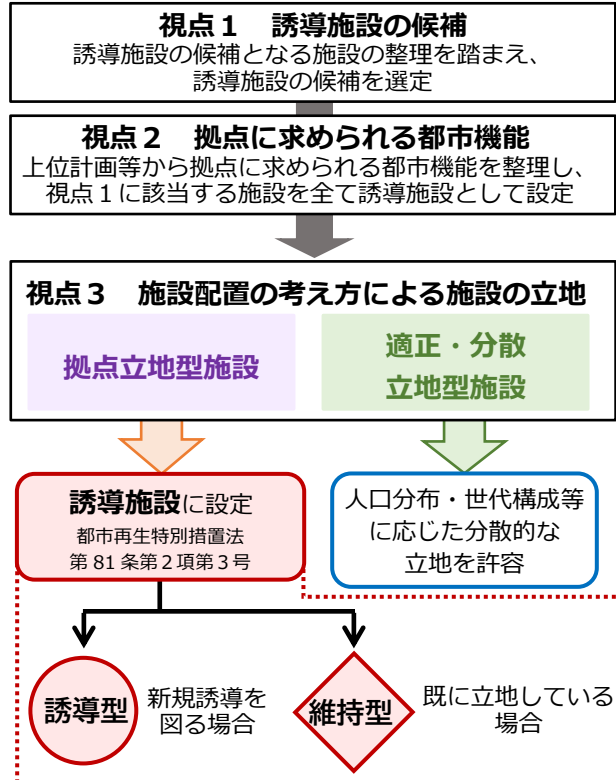 視点１　誘導施設の候補
誘導施設の候補となる施設の整理を踏まえ、
誘導施設の候補を選定
視点２　拠点に求められる都市機能
上位計画等から拠点に求められる都市機能を整理し、
視点１に該当する施設を全て誘導施設として設定
視点３　施設配置の考え方による施設の立地
拠点立地型施設
適正・分散
立地型施設
誘導施設に設定
都市再生特別措置法
第 81 条第２項第３号
人口分布・世代構成等
に応じた分散的な
立地を許容
誘導型
新規誘導を
図る場合
維持型
既に立地している
場合